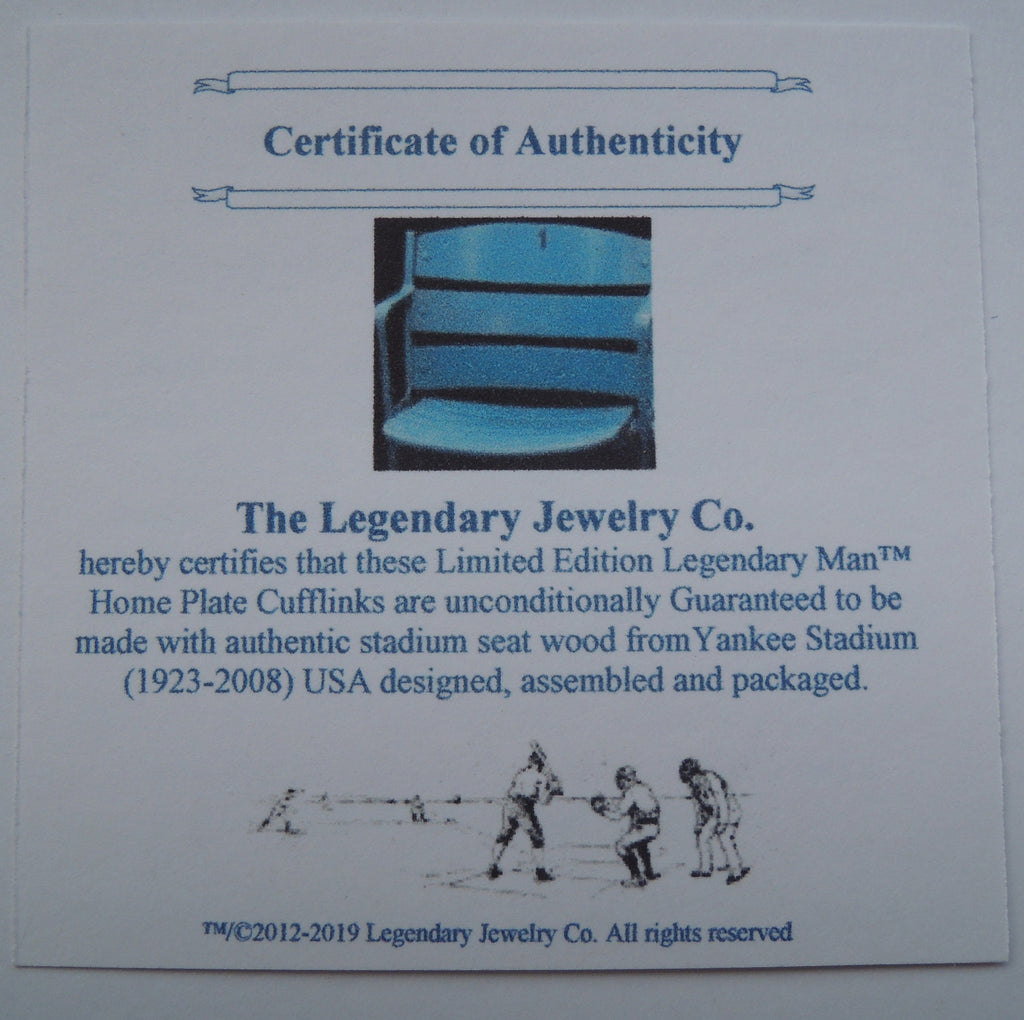 Certificate of Authenticity
1
The Legendary Jewelry Co.
hereby certifies that these Limited Edition Legendary Man™
Home Plate Cufflinks are unconditionally Guaranteed to be
made with authentic stadium seat wood from Yankee Stadium
(1923-2008) USA designed, assembled and packaged.
™/©2012-2019 Legendary Jewelry Co. All rights reserved